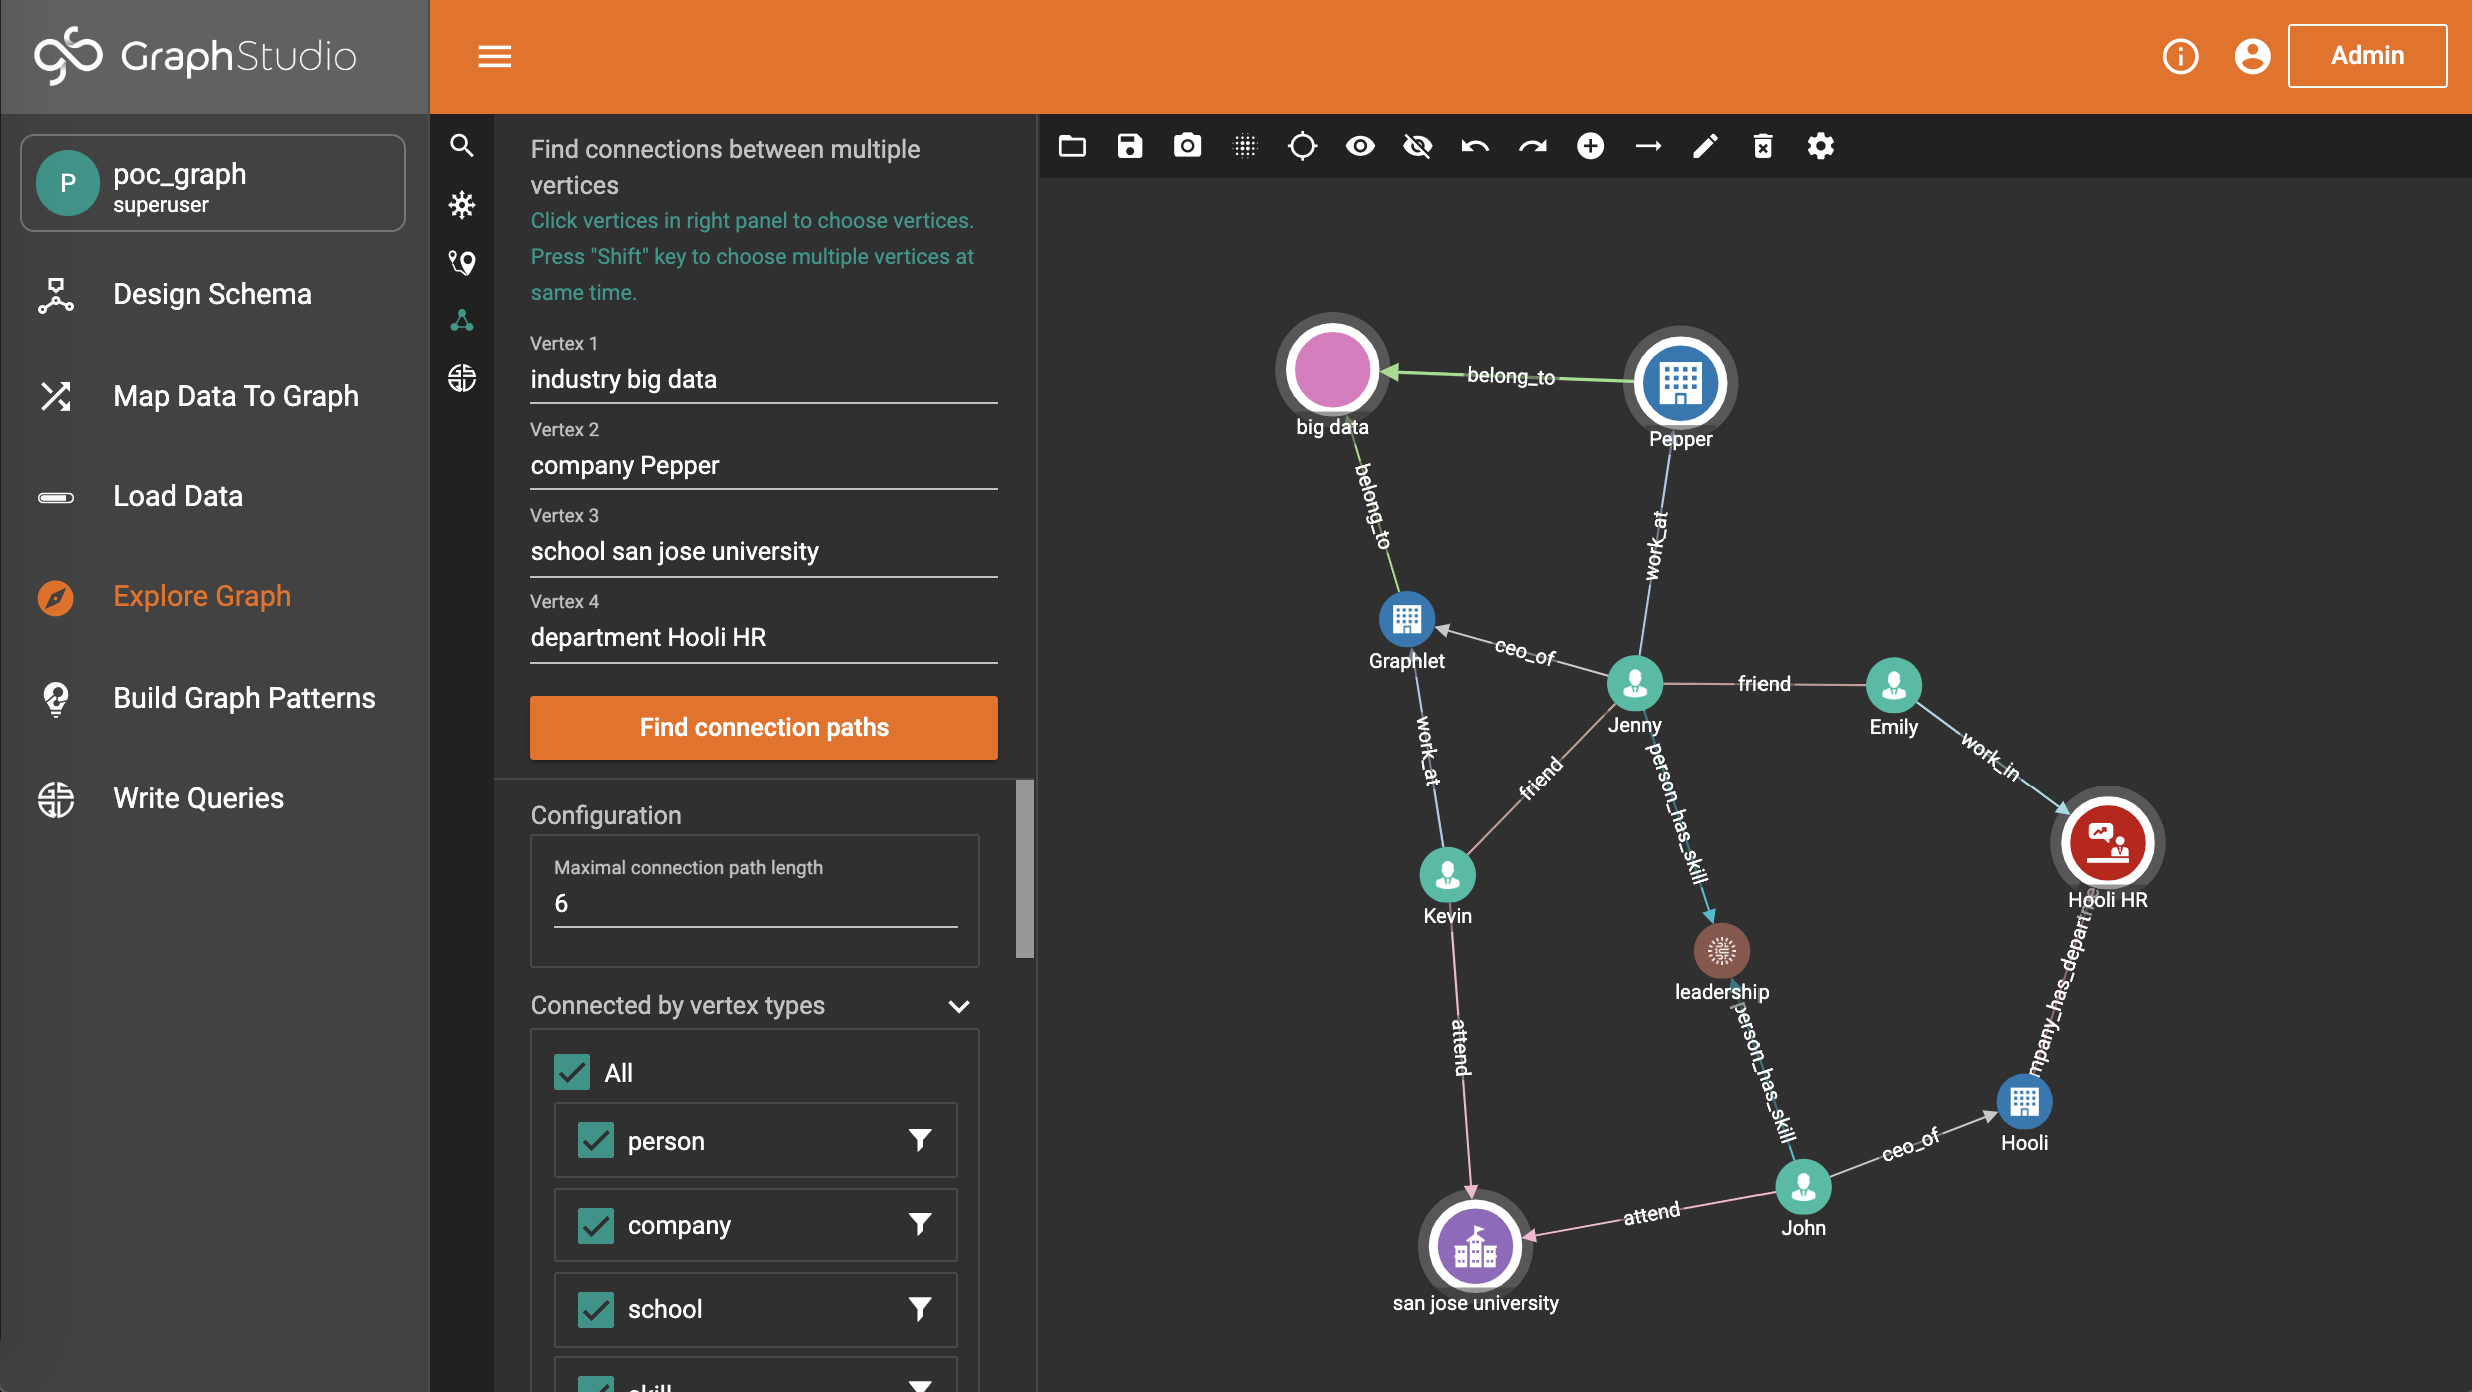 GraphStudio
Admin
P
poc_graph
superuser
Design Schema
Map Data To Graph
Load Data
Explore Graph
Build Graph Patterns
Write Queries
Find connections between multiple
vertices
Click vertices in right panel to choose vertices.
Press "Shift" key to choose multiple vertices at
same time.
Vertex 1
industry big data
Vertex 2
company Pepper
Vertex 3
school san jose university
Vertex 4
department Hooli HR
Find connection paths
Configuration
Maximal connection path length
6
Connected by vertex types
All
person
company
school
skill
big data
belong_to
Pepper
belong_to
work_at
Graphlet
ceo_of
Jenny
friend
Emily
work_in
work_at
friend
person_has_skill
Kevin
Hooli HR
mpany_has_departme
leadership
attend
person_has_skill
Hooli
ceo_of
John
attend
san jose university